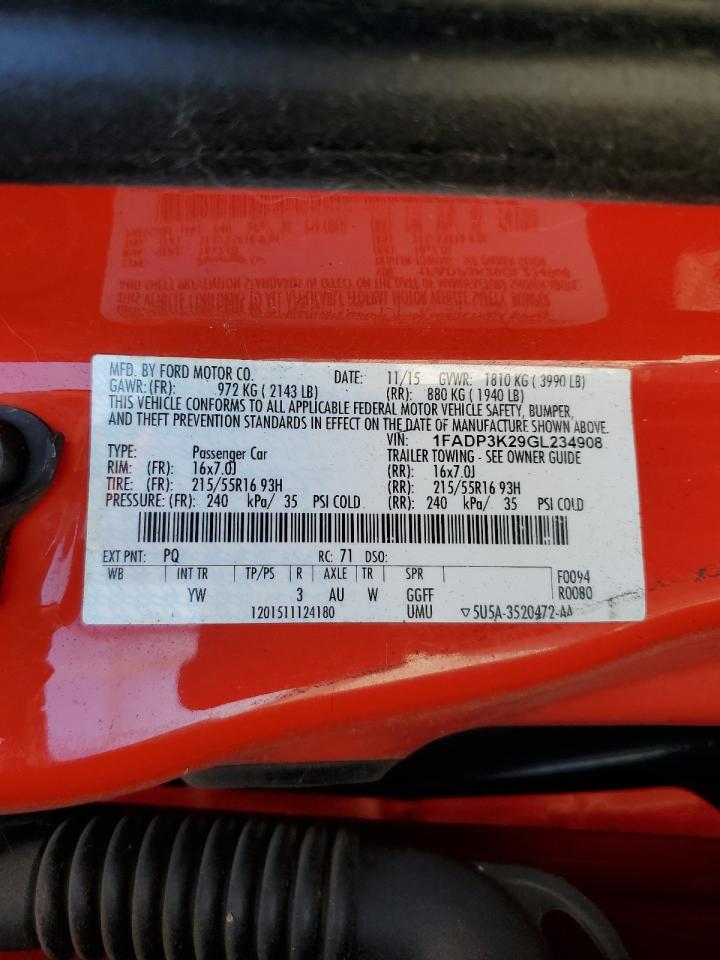 MFD. BY FORD MOTOR CO. DATE: 11/15 GVWR: 1810 KG ( 3990 LB)
GAWR: (FR): 972 KG ( 2143 LB) (RR): 880 KG ( 1940 LB)
THIS VEHICLE CONFORMS TO ALL APPLICABLE FEDERAL MOTOR VEHICLE SAFETY, BUMPER,
AND THEFT PREVENTION STANDARDS IN EFFECT ON THE DATE OF MANUFACTURE SHOWN ABOVE.
VIN: 1FADP3K29GL234908
TYPE: Passenger Car TRAILER TOWING - SEE OWNER GUIDE
RIM: (FR): 16x7.0J (RR): 16x7.0J
TIRE: (FR): 215/55R16 93H (RR): 215/55R16 93H
PRESSURE: (FR): 240 kPa/ 35 PSI COLD (RR): 240 kPa/ 35 PSI COLD
EXT PNT: PQ RC: 71 DSO:
WB INT TR TP/PS R AXLE TR SPR F0094
YW 3 AU W GGFF R0080
1201511124180 UMU ▽5U5A-3520472-AA